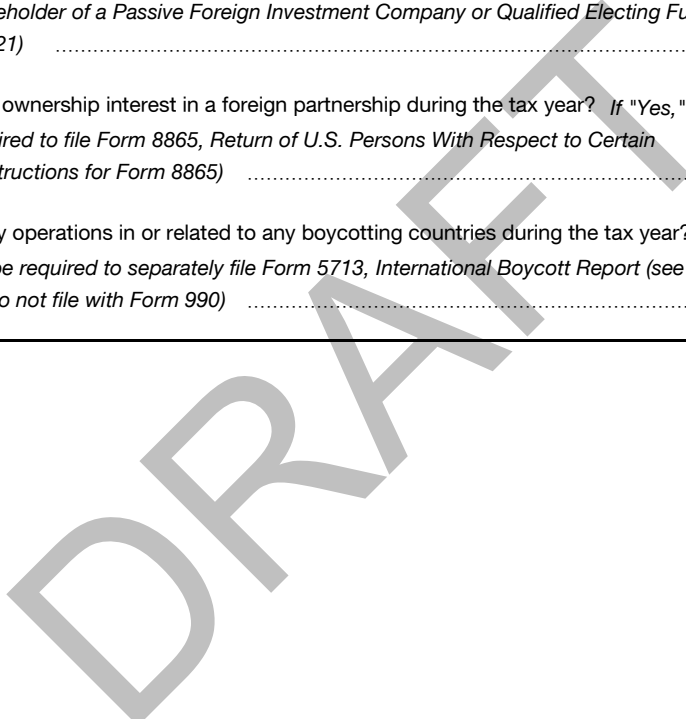 eholder of a Passive Foreign Investment Company or Qualified Electing Fu
21)
ownership interest in a foreign partnership during the tax year? If "Yes,"
ired to file Form 8865, Return of U.S. Persons With Respect to Certain
tructions for Form 8865)
y operations in or related to any boycotting countries during the tax year?
be required to separately file Form 5713, International Boycott Report (see
o not file with Form 990)
DRAFT